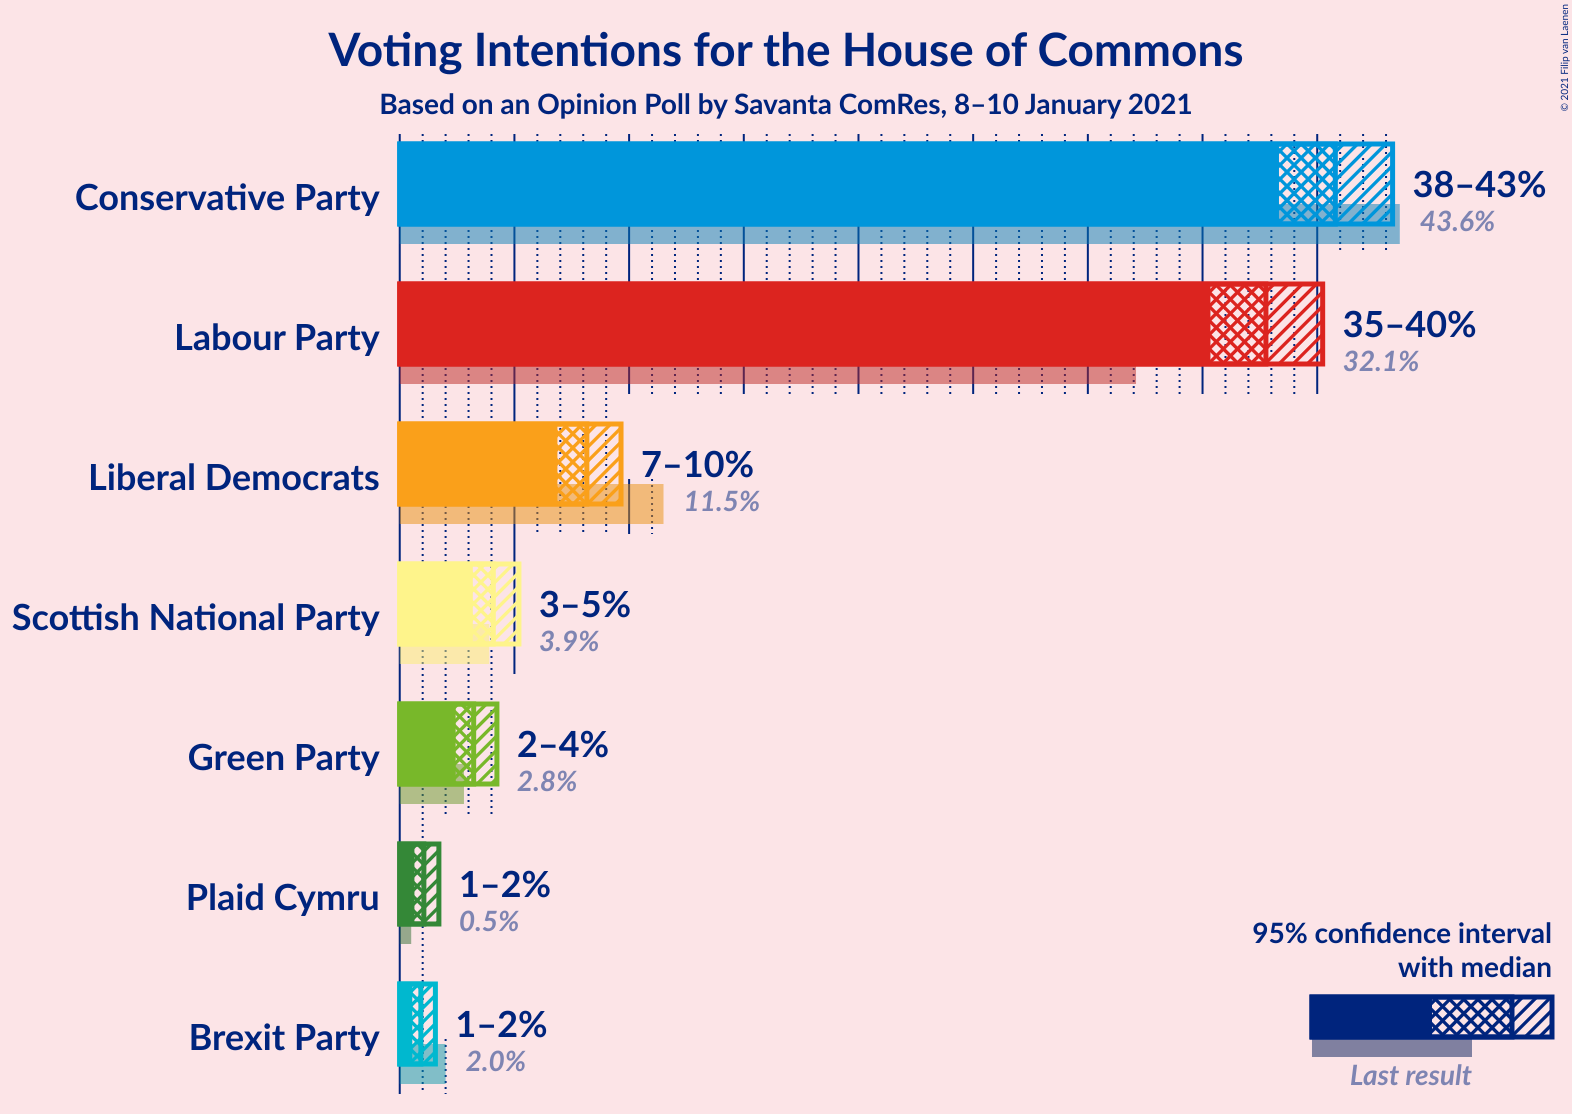 Voting Intentions for the House of Commons
Based on an Opinion Poll by Savanta ComRes, 8–10 January 2021
© 2021 Filip van Laenen
Conservative Party
38–43%
43.6%
Labour Party
35–40%
32.1%
Liberal Democrats
7–10%
11.5%
Scottish National Party
3–5%
3.9%
Green Party
2–4%
2.8%
Plaid Cymru
1–2%
0.5%
Brexit Party
1–2%
2.0%
95% confidence interval
with median
Last result